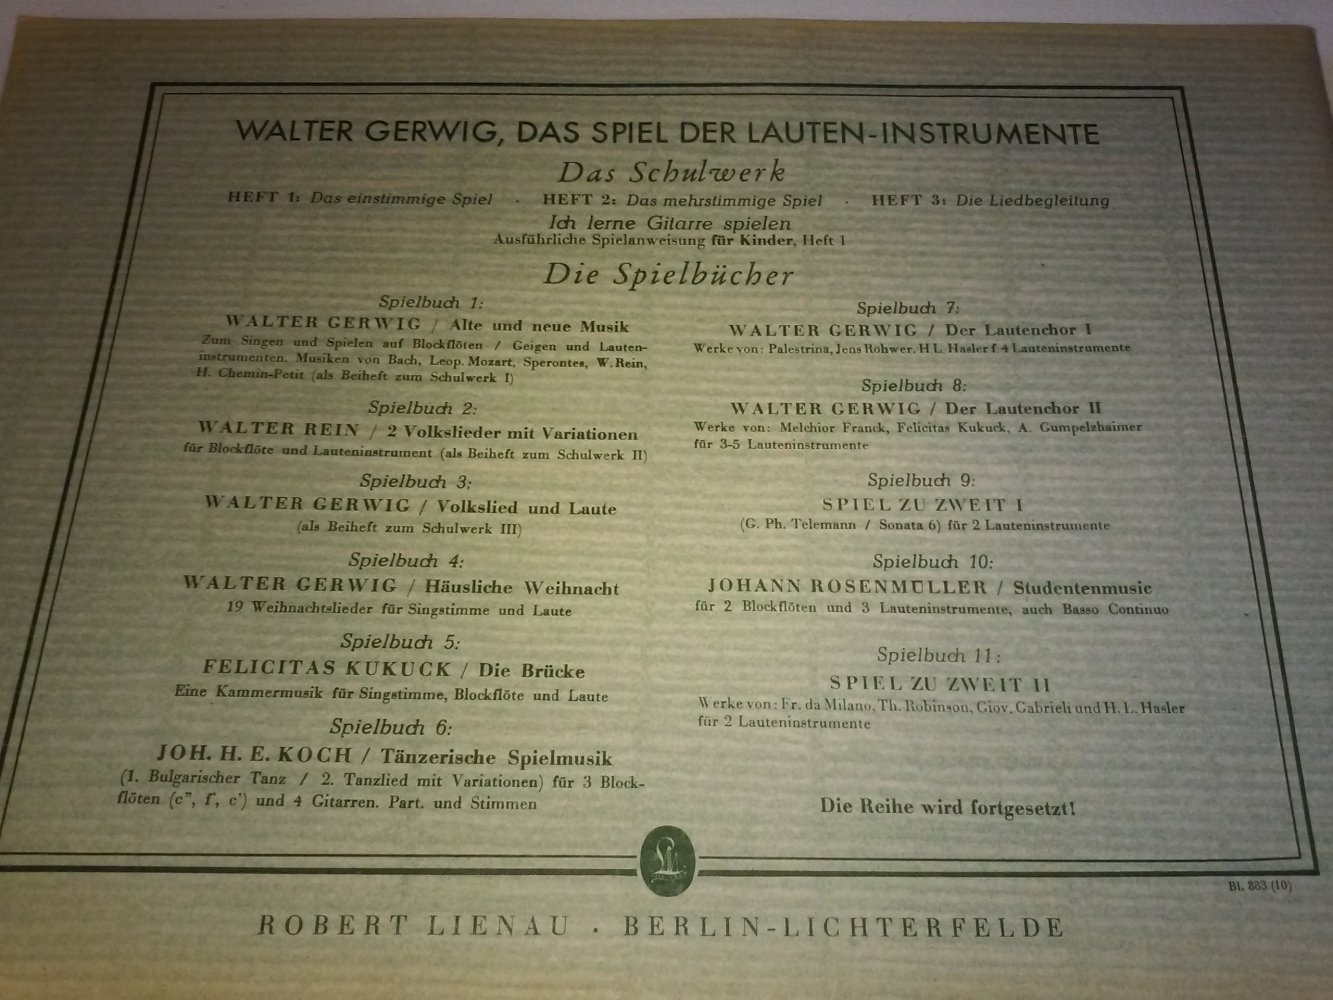 WALTER GERWIG, DAS SPIEL DER LAUTEN-INSTRUMENTE
Das Schulwerk
HEFT 1: Das einstimmige Spiel · HEFT 2: Das mehrstimmige Spiel · HEFT 3: Die Liedbegleitung
Ich lerne Gitarre spielen
Ausführliche Spielanweisung für Kinder, Heft 1
Die Spielbücher
Spielbuch 1:
WALTER GERWIG / Alte und neue Musik
Zum Singen und Spielen auf Blockflöten / Geigen und Lauten-
instrumenten. Musiken von Bach, Leop. Mozart, Sperontes, W. Rein,
H. Chemin-Petit (als Beiheft zum Schulwerk I)
Spielbuch 2:
WALTER REIN / 2 Volkslieder mit Variationen
für Blockflöte und Lauteninstrument (als Beiheft zum Schulwerk II)
Spielbuch 3:
WALTER GERWIG / Volkslied und Laute
(als Beiheft zum Schulwerk III)
Spielbuch 4:
WALTER GERWIG / Häusliche Weihnacht
19 Weihnachtslieder für Singstimme und Laute
Spielbuch 5:
FELICITAS KUKUCK / Die Brücke
Eine Kammermusik für Singstimme, Blockflöte und Laute
Spielbuch 6:
JOH. H. E. KOCH / Tänzerische Spielmusik
(1. Bulgarischer Tanz / 2. Tanzlied mit Variationen) für 3 Block-
flöten (c”, f’, c’) und 4 Gitarren. Part. und Stimmen
Spielbuch 7:
WALTER GERWIG / Der Lautenchor I
Werke von: Palestrina, Jens Rohwer, H L. Hasler f 4 Lauteninstrumente
Spielbuch 8:
WALTER GERWIG / Der Lautenchor II
Werke von: Melchior Franck, Felicitas Kukuck, A. Gumpelzhaimer
für 3-5 Lauteninstrumente
Spielbuch 9:
SPIEL ZU ZWEIT I
(G. Ph. Telemann / Sonata 6) für 2 Lauteninstrumente
Spielbuch 10:
JOHANN ROSENMÜLLER / Studentenmusic
für 2 Blockflöten und 3 Lauteninstrumente, auch Basso Continuo
Spielbuch 11:
SPIEL ZU ZWEIT II
Werke von: Fr. da Milano, Th. Robinson, Giov. Gabrieli und H. L. Hasler
für 2 Lauteninstrumente
Die Reihe wird fortgesetzt!
Bl. 883 (10)
ROBERT LIENAU · BERLIN-LICHTERFELDE